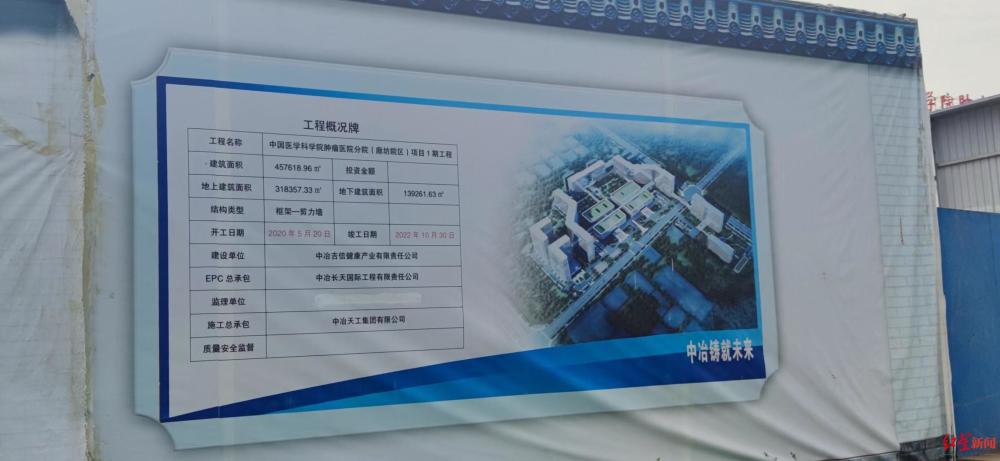 工程概况牌
工程名称 中国医学科学院肿瘤医院分院（廊坊院区）项目1期工程
建筑面积 457618.96㎡ 投资金额
地上建筑面积 318357.33㎡ 地下建筑面积 139261.63㎡
结构类型 框架—剪力墙
开工日期 2020年5月20日 竣工日期 2022年10月30日
建设单位 中冶吉信健康产业有限责任公司
EPC总承包 中冶长天国际工程有限责任公司
监理单位
施工总承包 中冶天工集团有限公司
质量安全监督
中冶铸就未来
学院肿
红星新闻